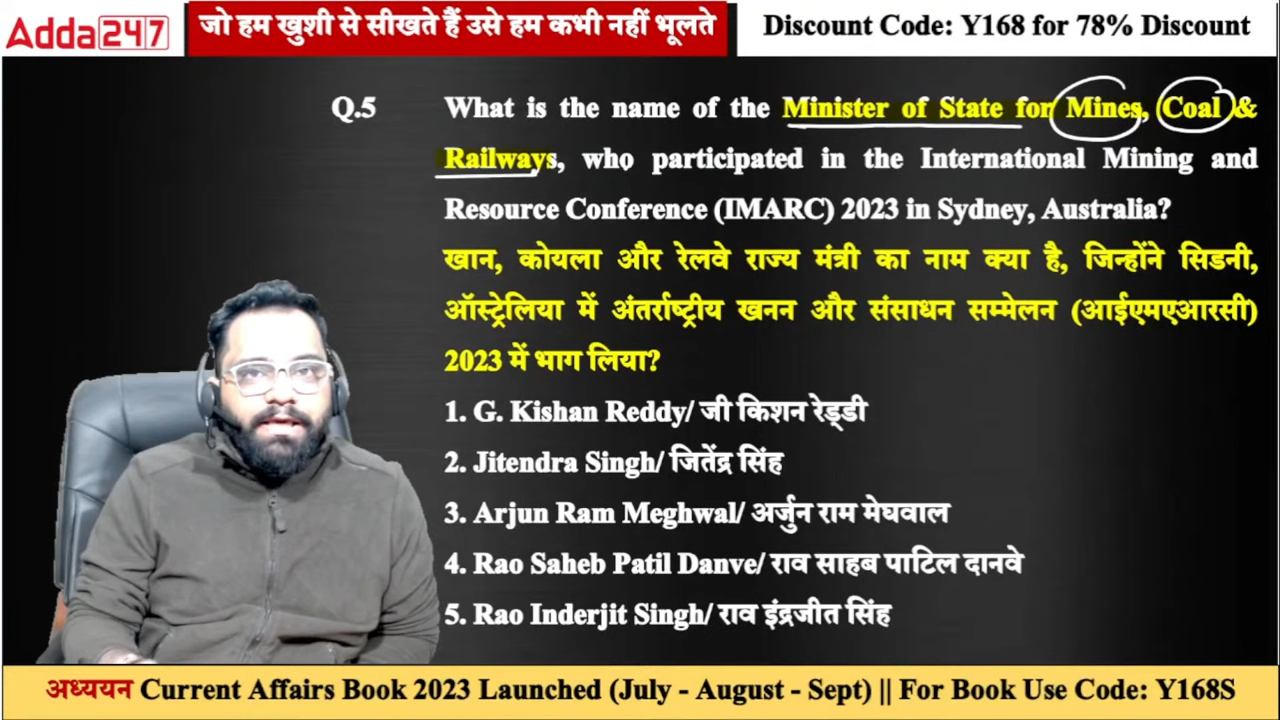 Adda247
जो हम खुशी से सीखते हैं उसे हम कभी नहीं भूलते
Discount Code: Y168 for 78% Discount
Q.5
What is the name of the Minister of State for Mines, Coal &
Railways, who participated in the International Mining and
Resource Conference (IMARC) 2023 in Sydney, Australia?
खान, कोयला और रेलवे राज्य मंत्री का नाम क्या है, जिन्होंने सिडनी,
ऑस्ट्रेलिया में अंतर्राष्ट्रीय खनन और संसाधन सम्मेलन (आईएमएआरसी)
2023 में भाग लिया?
1. G. Kishan Reddy/ जी किशन रेड्डी
2. Jitendra Singh/ जितेंद्र सिंह
3. Arjun Ram Meghwal/ अर्जुन राम मेघवाल
4. Rao Saheb Patil Danve/ राव साहब पाटिल दानवे
5. Rao Inderjit Singh/ राव इंद्रजीत सिंह
अध्ययन Current Affairs Book 2023 Launched (July - August - Sept) || For Book Use Code: Y168S